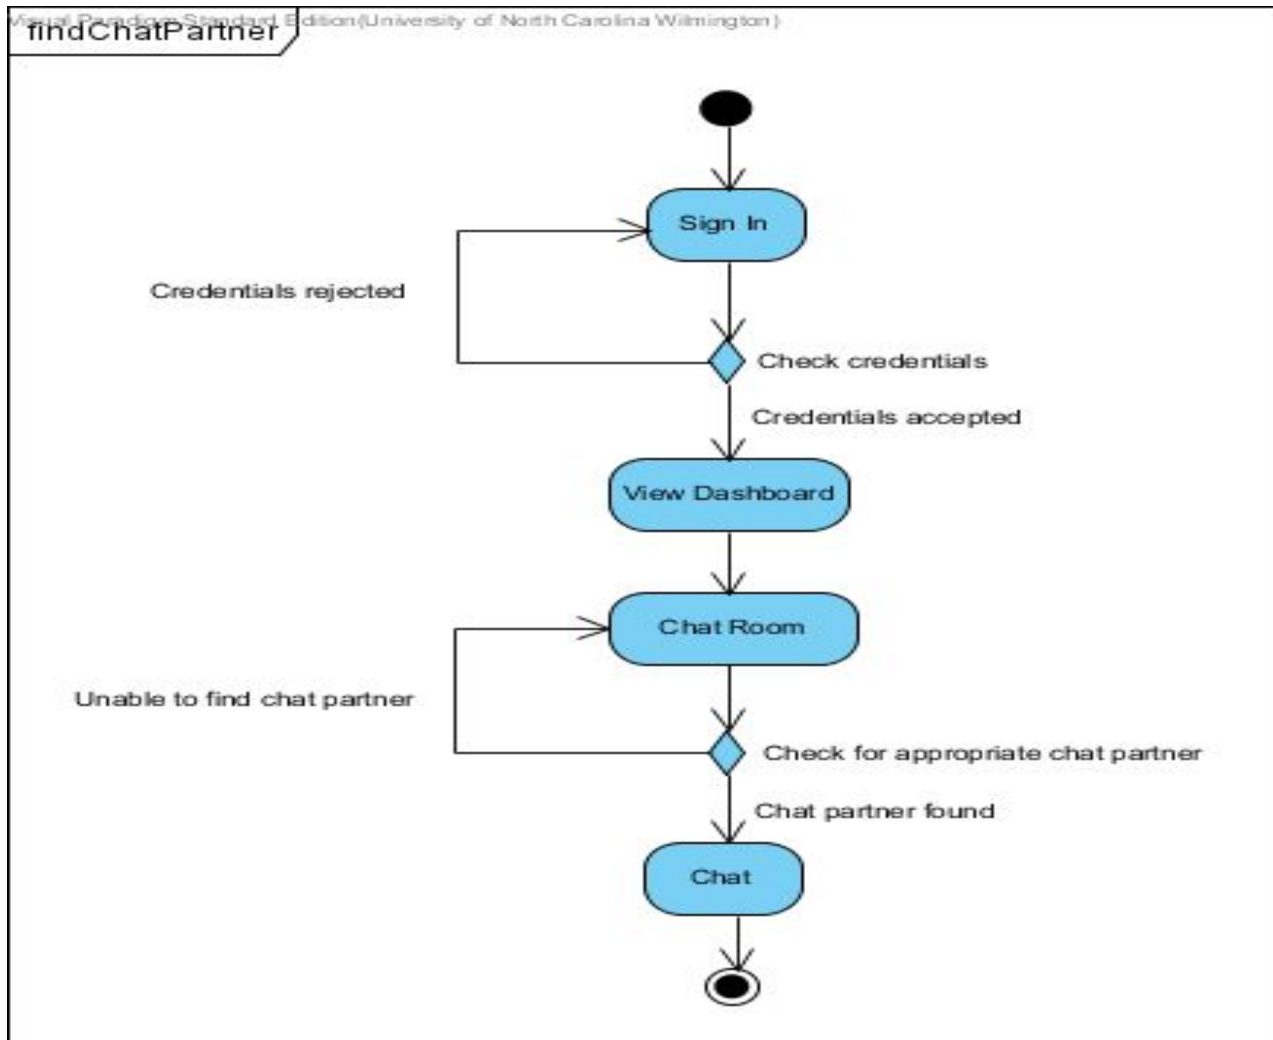 Visual Paradigm Standard Edition(University of North Carolina Wilmington)
findChatPartner
Sign In
Credentials rejected
Check credentials
Credentials accepted
View Dashboard
Chat Room
Unable to find chat partner
Check for appropriate chat partner
Chat partner found
Chat